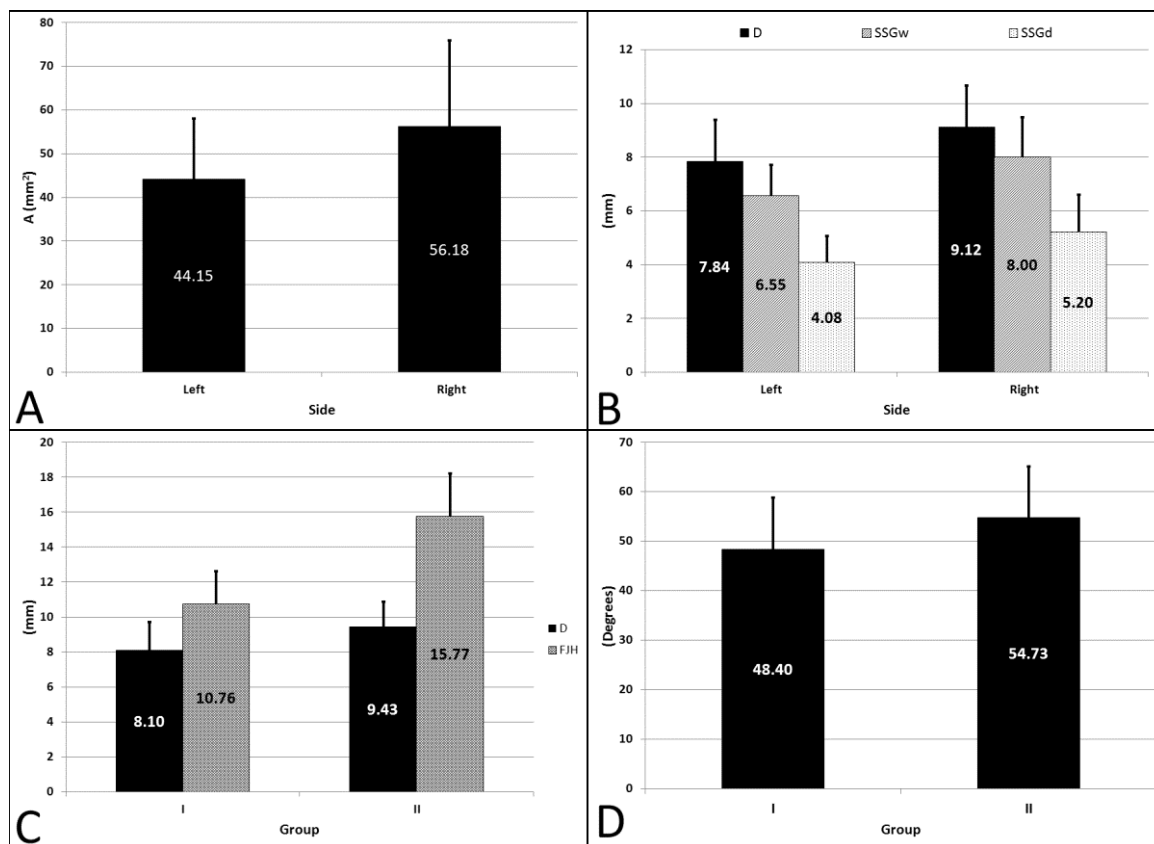 80
70
60
50
40
30
20
10
0
A (mm²)
44.15
56.18
Left
Right
Side
A
D
SSGw
SSGd
12
10
8
6
4
2
0
(mm)
7.84
6.55
4.08
9.12
8.00
5.20
Left
Right
Side
B
20
18
16
14
12
10
8
6
4
2
0
(mm)
8.10
10.76
9.43
15.77
D
FJH
I
II
Group
C
70
60
50
40
30
20
10
0
(Degrees)
48.40
54.73
I
II
Group
D